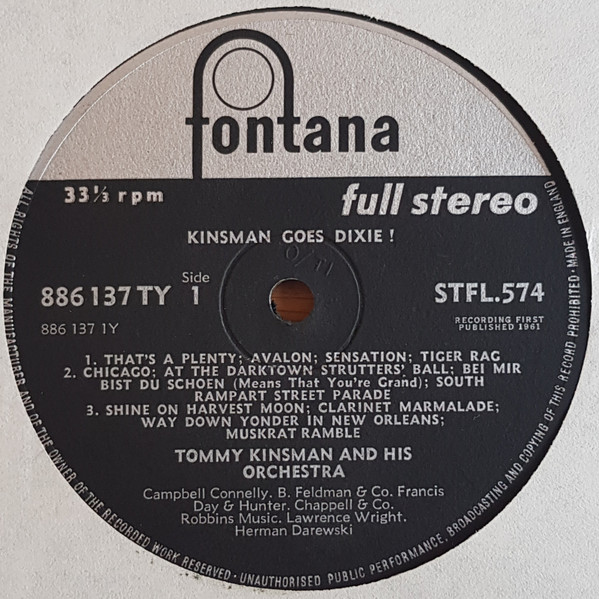 fontana
33⅓ rpm
full stereo
KINSMAN GOES DIXIE !
886 137 TY
Side
1
STFL.574
886 137 1Y
RECORDING FIRST
PUBLISHED 1961
1. THAT'S A PLENTY; AVALON; SENSATION; TIGER RAG
2. CHICAGO; AT THE DARKTOWN STRUTTERS' BALL; BEI MIR
BIST DU SCHOEN (Means That You're Grand); SOUTH
RAMPART STREET PARADE
3. SHINE ON HARVEST MOON; CLARINET MARMALADE;
WAY DOWN YONDER IN NEW ORLEANS;
MUSKRAT RAMBLE
TOMMY KINSMAN AND HIS
ORCHESTRA
Campbell Connelly. B. Feldman & Co. Francis
Day & Hunter. Chappell & Co.
Robbins Music. Lawrence Wright.
Herman Darewski
ALL RIGHTS OF THE MANUFACTURER AND OF THE OWNER OF THE RECORDED WORK RESERVED · UNAUTHORISED PUBLIC PERFORMANCE, BROADCASTING AND COPYING OF THIS RECORD PROHIBITED · MADE IN ENGLAND